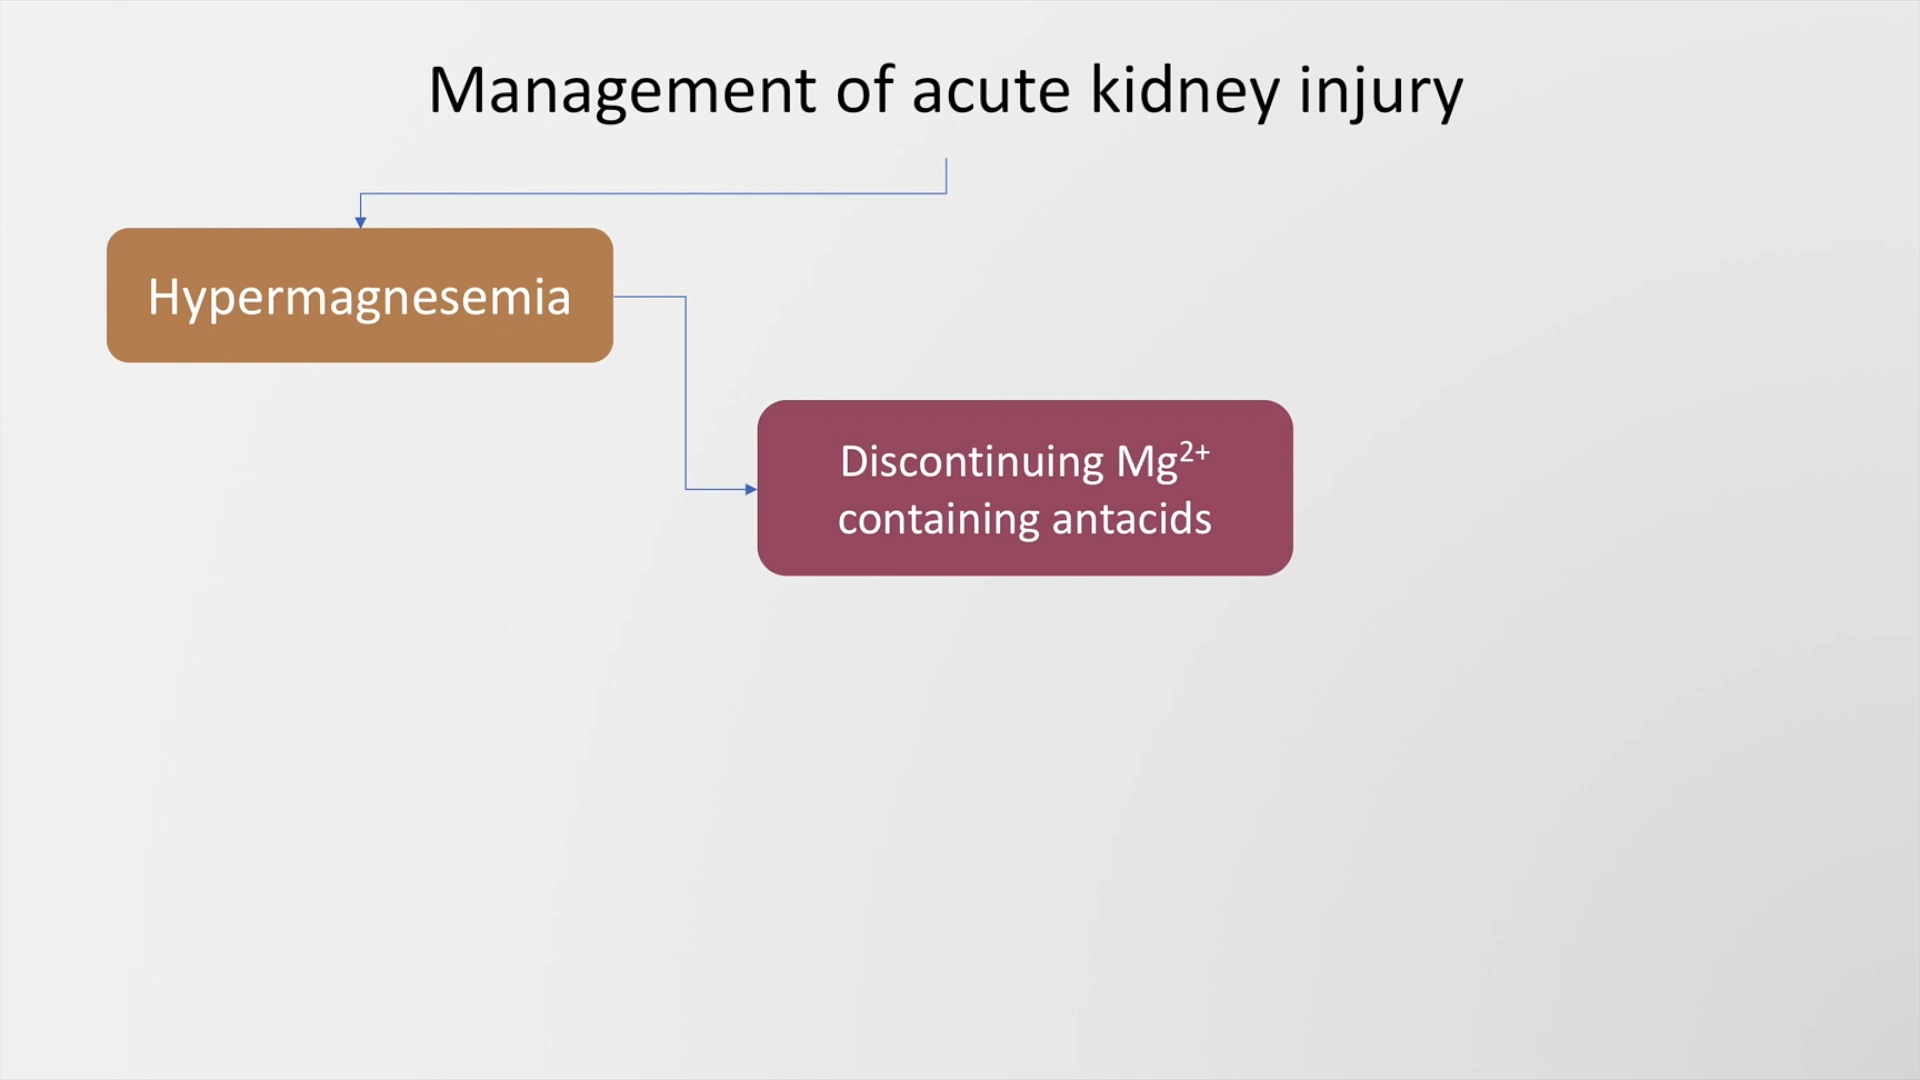 Management of acute kidney injury
Hypermagnesemia
Discontinuing Mg²⁺
containing antacids